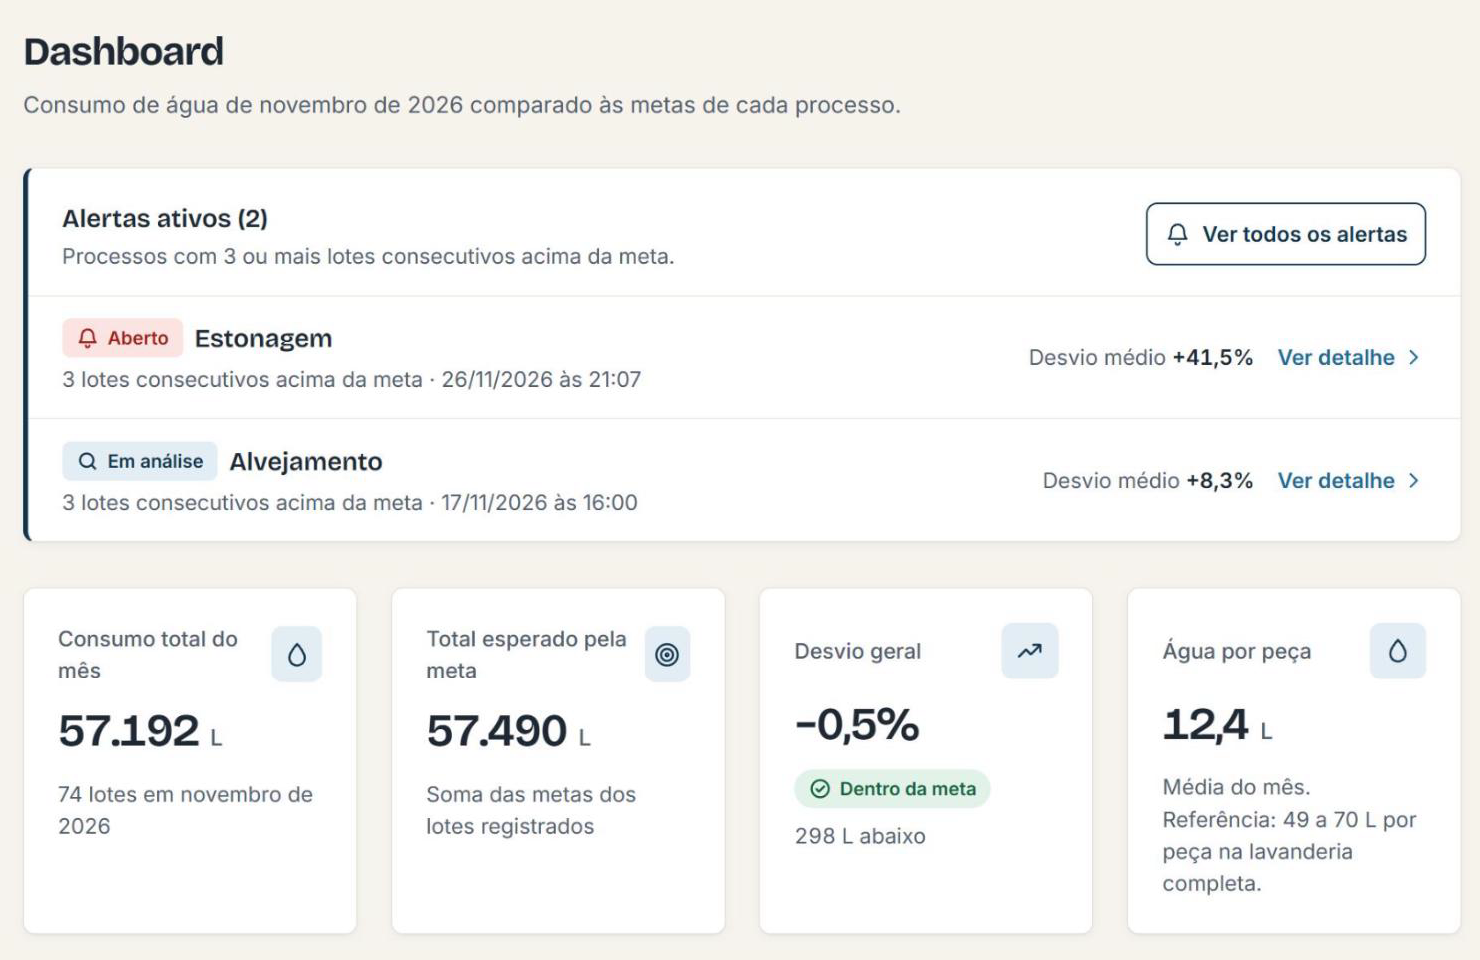 Dashboard
Consumo de água de novembro de 2026 comparado às metas de cada processo.
Alertas ativos (2)
Processos com 3 ou mais lotes consecutivos acima da meta.
Ver todos os alertas
Aberto Estonagem
3 lotes consecutivos acima da meta · 26/11/2026 às 21:07
Desvio médio +41,5% Ver detalhe
Em análise Alvejamento
3 lotes consecutivos acima da meta · 17/11/2026 às 16:00
Desvio médio +8,3% Ver detalhe
Consumo total do
mês
57.192 L
74 lotes em novembro de
2026
Total esperado pela
meta
57.490 L
Soma das metas dos
lotes registrados
Desvio geral
−0,5%
Dentro da meta
298 L abaixo
Água por peça
12,4 L
Média do mês.
Referência: 49 a 70 L por
peça na lavanderia
completa.